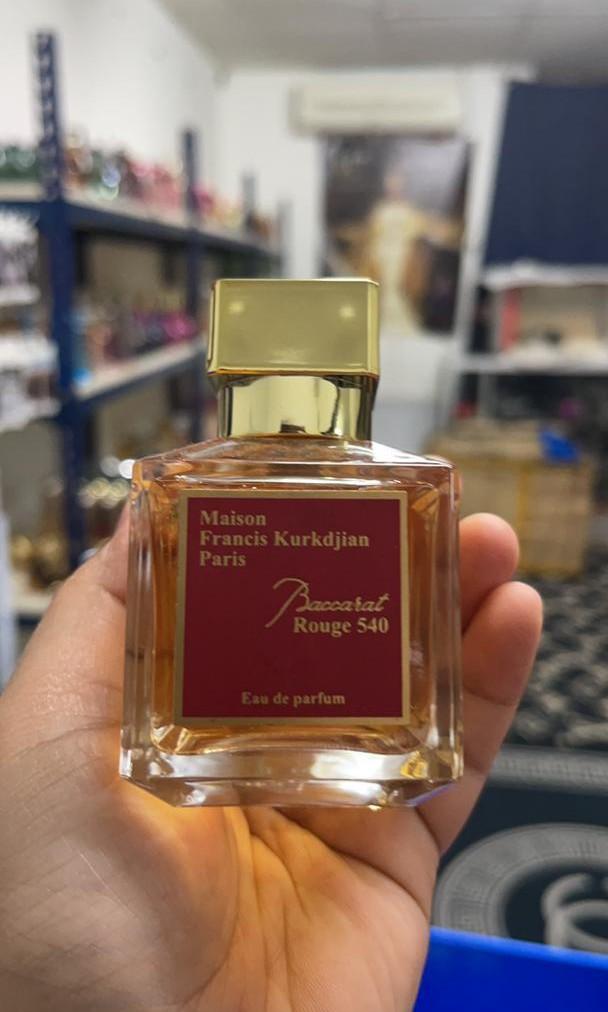 Maison
Francis Kurkdjian
Paris
Baccarat
Rouge 540
Eau de parfum